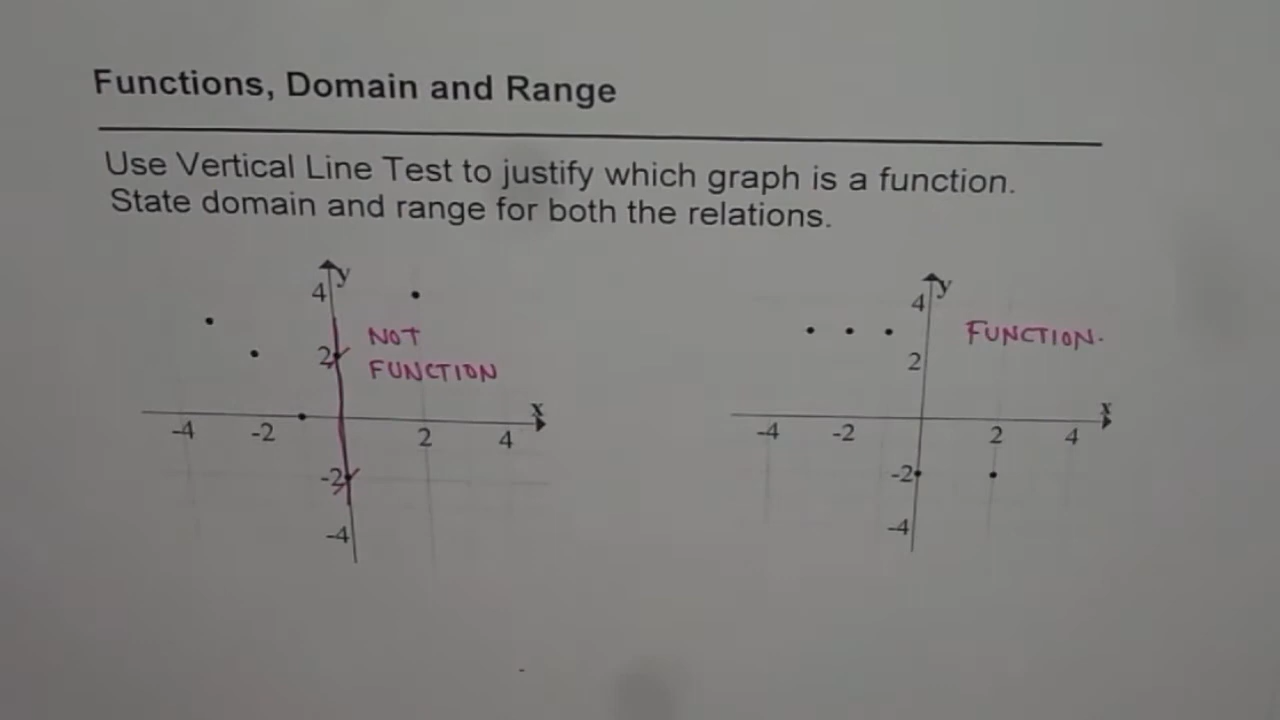 Functions, Domain and Range
Use Vertical Line Test to justify which graph is a function.
State domain and range for both the relations.
y
4
NOT
2
FUNCTION
x
-4 -2 2 4
-2
-4
y
4
FUNCTION.
2
x
-4 -2 2 4
-2
-4